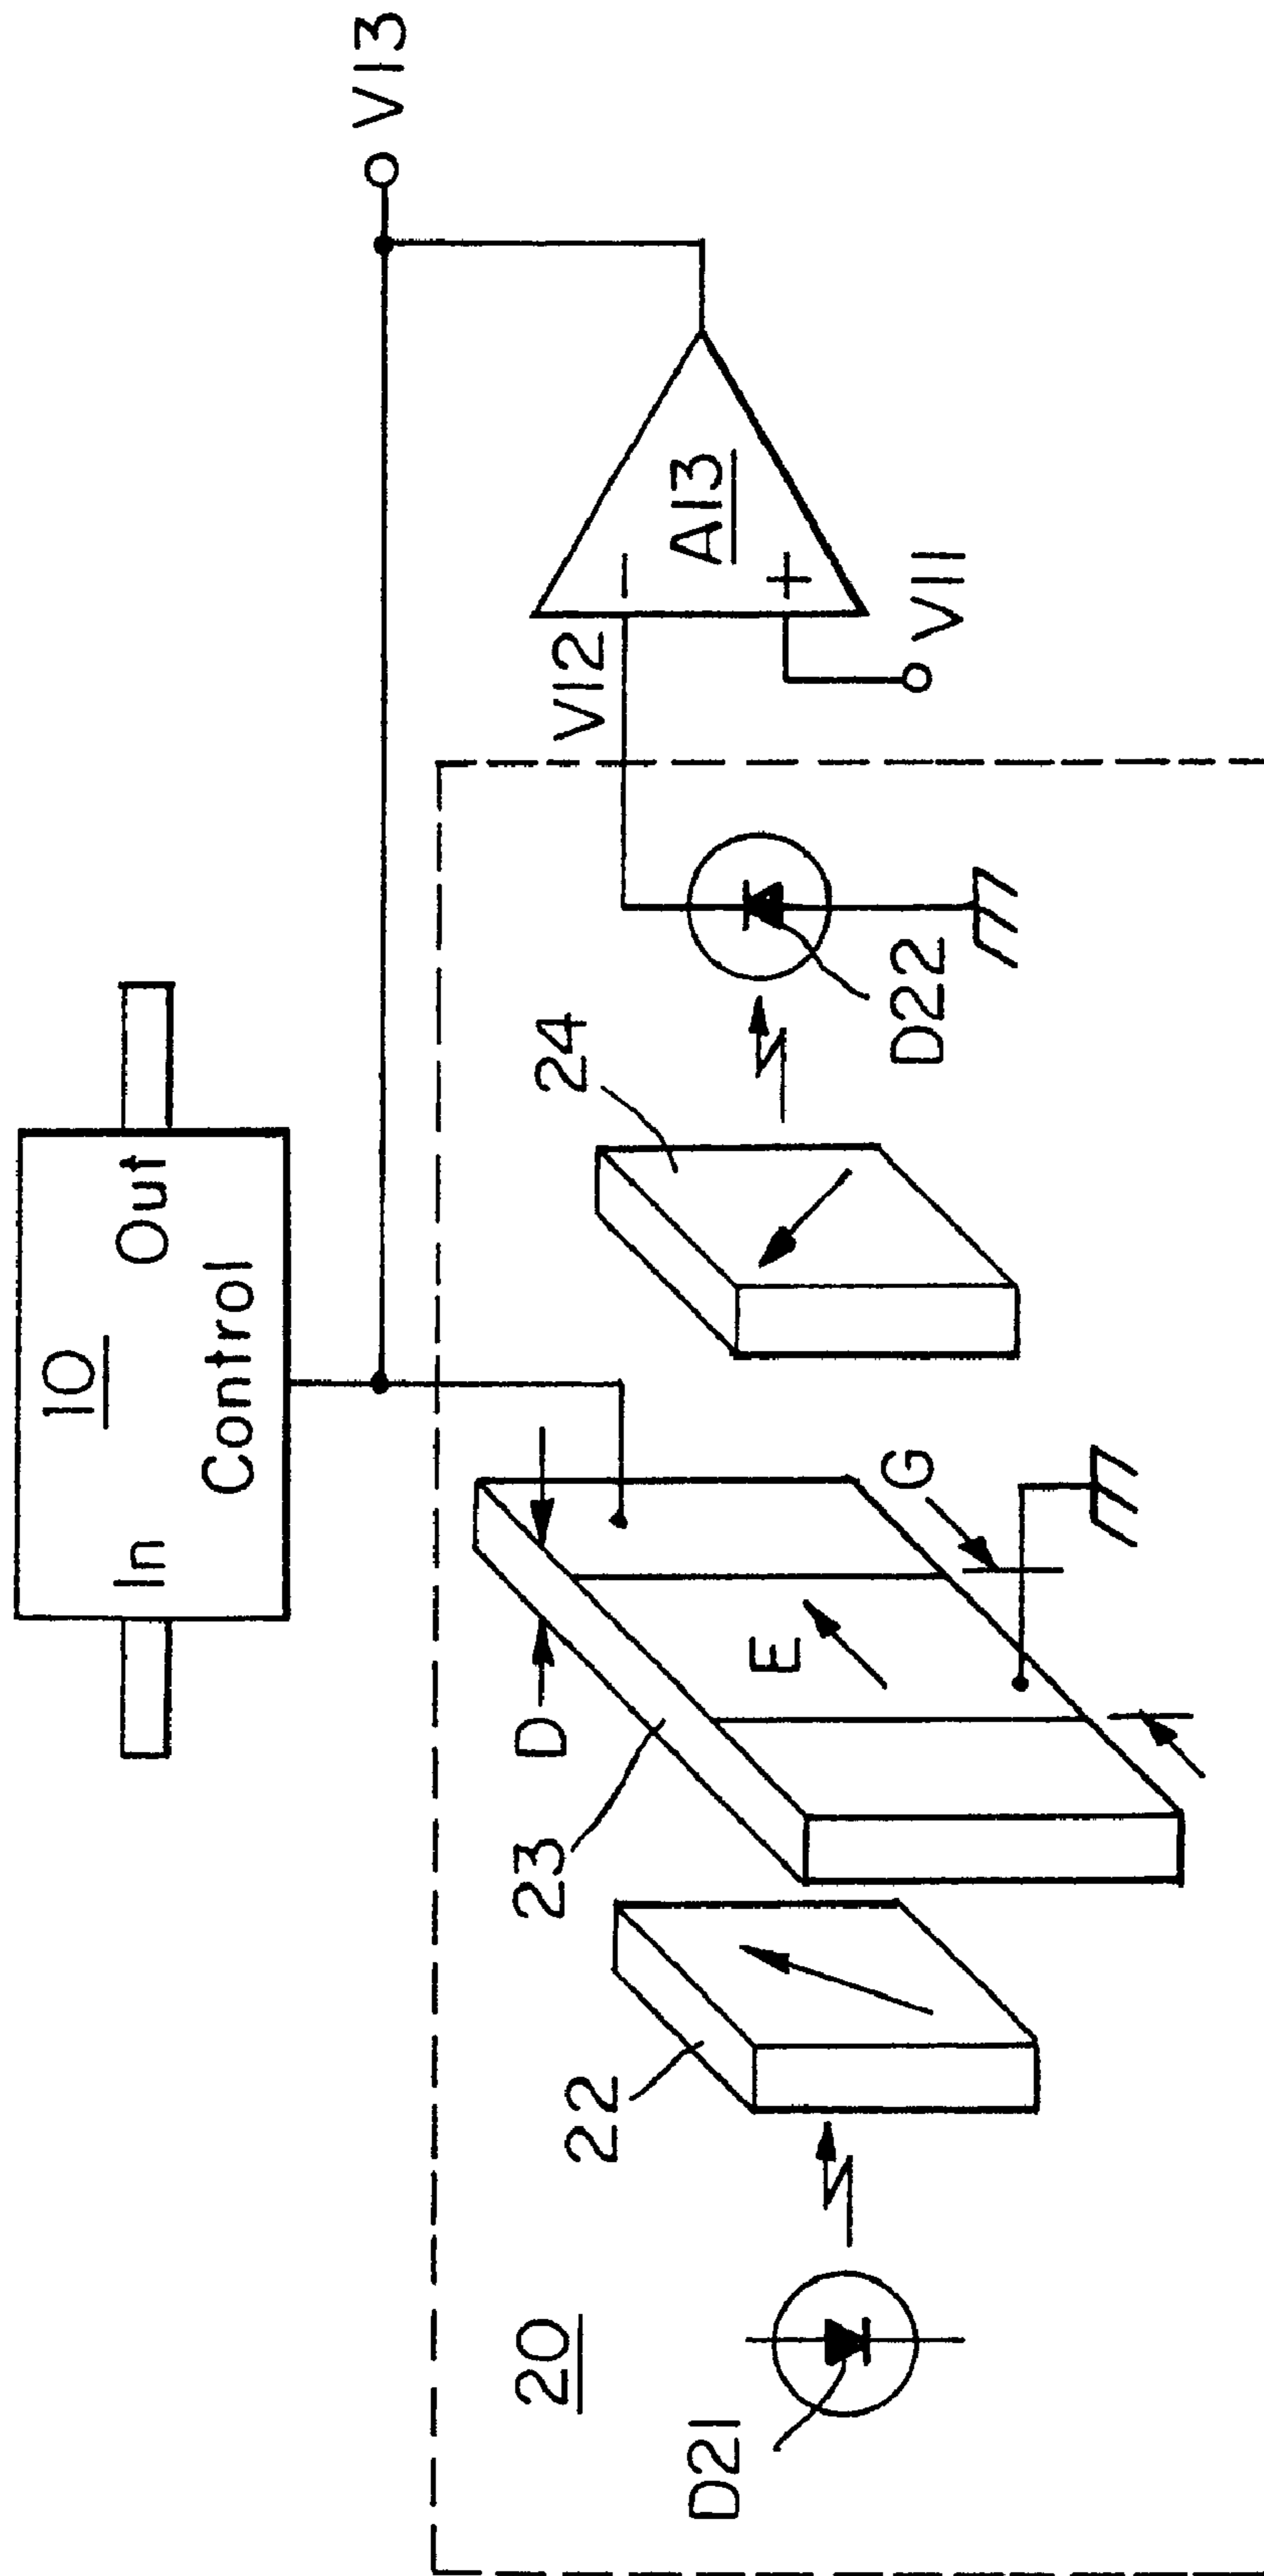 10
In
Out
Control
V13
20
D21
22
23
D
E
G
24
D22
V12
−
A13
+
V11